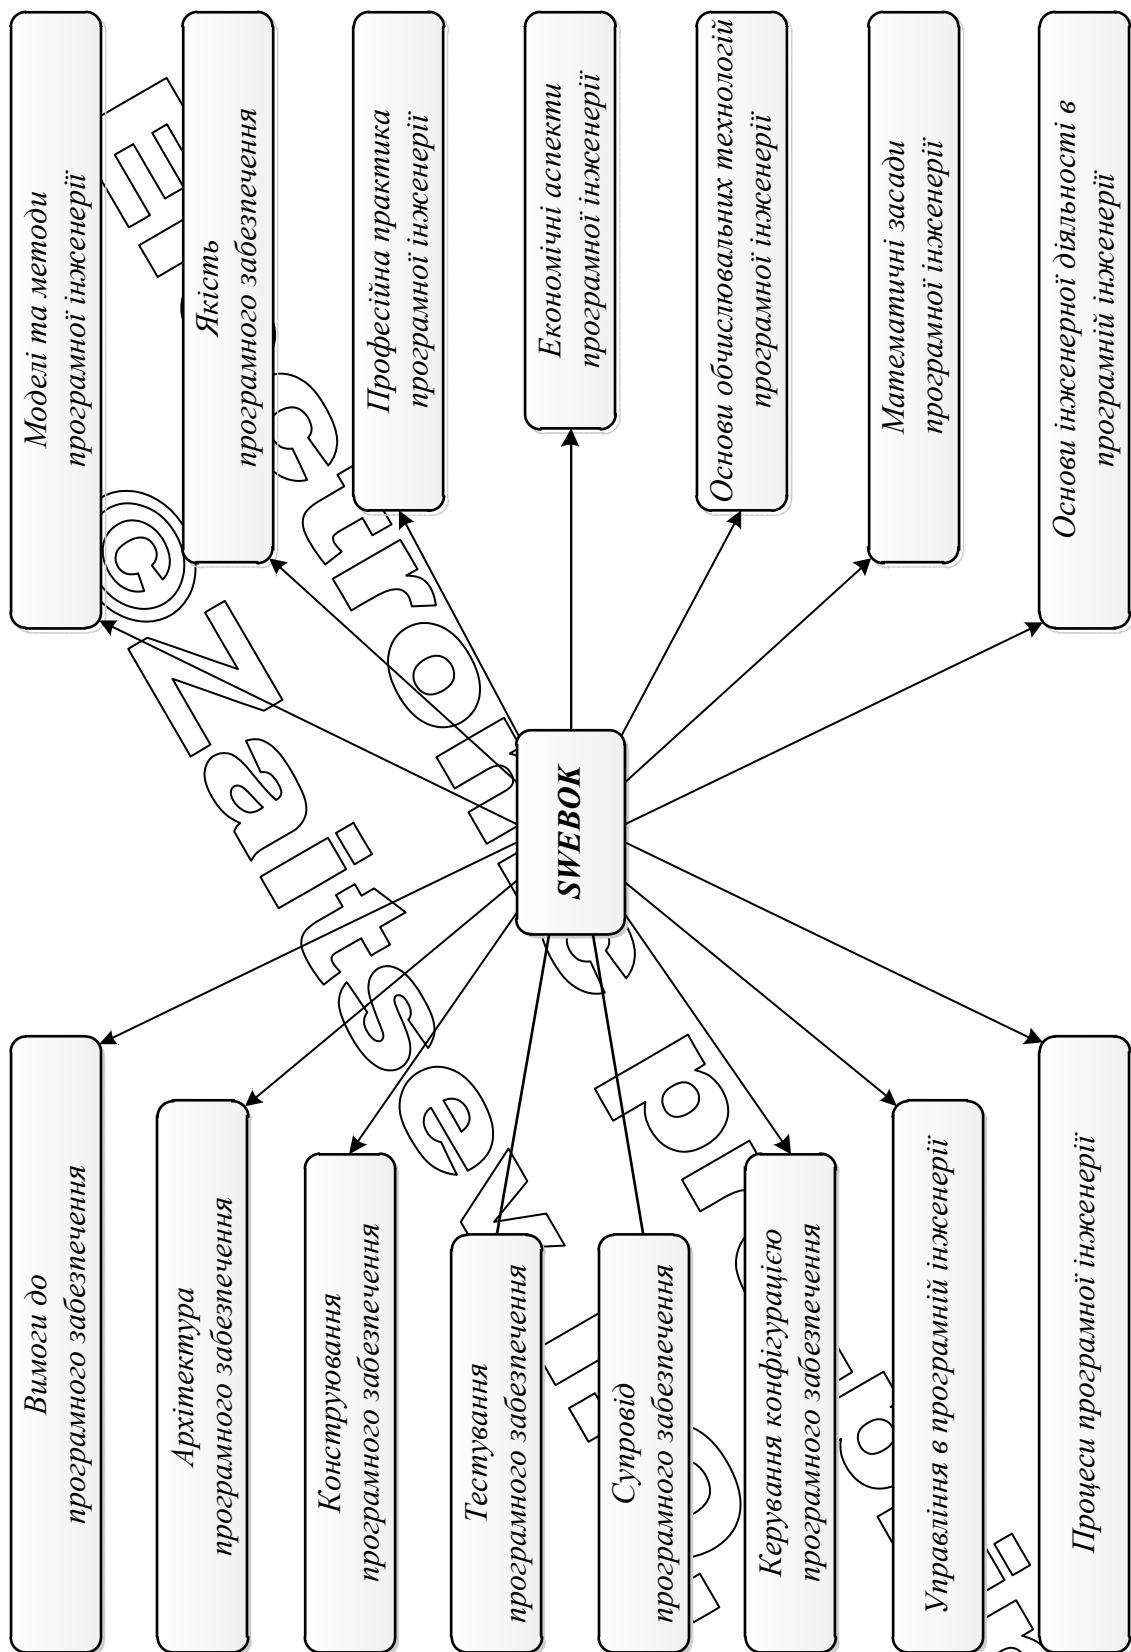 Вимоги до
програмного забезпечення
Архітектура
програмного забезпечення
Конструювання
програмного забезпечення
Тестування
програмного забезпечення
Супровід
програмного забезпечення
Керування конфігурацією
програмного забезпечення
Управління в програмній інженерії
Процеси програмної інженерії
SWEBOK
Моделі та методи
програмної інженерії
Якість
програмного забезпечення
Професійна практика
програмної інженерії
Економічні аспекти
програмної інженерії
Основи обчислювальних технологій
програмної інженерії
Математичні засади
програмної інженерії
Основи інженерної діяльності в
програмній інженерії
© Zaitsev